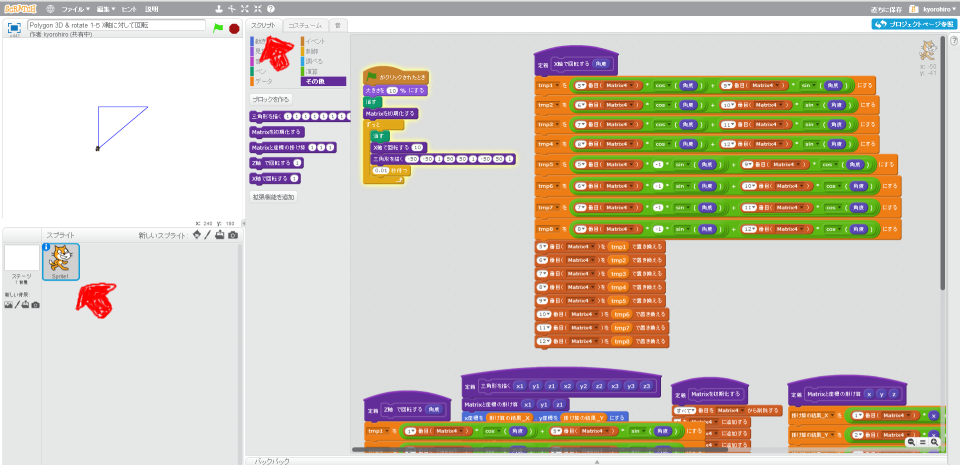 SCRATCH
ファイル▼ 編集▼ ヒント 説明
直ちに保存 kyorohiro ▼
Polygon 3D & rotate 1-5 X軸に対して回転
作者 kyorohiro (共有中)
スクリプト コスチューム 音
プロジェクトページ参照
イベント
制御
調べる
ペン 演算
データ その他
ブロックを作る
三角形を描く 1 1 1 1 1 1 1 1 1
Matrixを初期化する
Matrixと座標の掛け算 1 1 1
Z軸 で回転する 1
X軸で回転する 1
拡張機能を追加
x: 240 y: 180
スプライト 新しいスプライト:
ステージ
1 背景
新しい背景:
Sprite1
がクリックされたとき
大きさを 10 %にする
消す
Matrixを初期化する
ずっと
消す
X軸で回転する 10
三角形を描く -50 -50 1 -50 50 1 -50 50 1
0.01 秒待つ
x: -50
y: -41
定義 X軸で回転する 角度
tmp1 を 5 番目( Matrix4 ) * cos ( 角度 ) + 9 番目( Matrix4 ) * sin ( 角度 ) にする
tmp2 を 6 番目( Matrix4 ) * cos ( 角度 ) + 10 番目( Matrix4 ) * sin ( 角度 ) にする
tmp3 を 7 番目( Matrix4 ) * cos ( 角度 ) + 11 番目( Matrix4 ) * sin ( 角度 ) にする
tmp4 を 8 番目( Matrix4 ) * cos ( 角度 ) + 12 番目( Matrix4 ) * sin ( 角度 ) にする
tmp5 を 5 番目( Matrix4 ) * -1 * sin ( 角度 ) + 9 番目( Matrix4 ) * cos ( 角度 ) にする
tmp6 を 6 番目( Matrix4 ) * -1 * sin ( 角度 ) + 10 番目( Matrix4 ) * cos ( 角度 ) にする
tmp7 を 7 番目( Matrix4 ) * -1 * sin ( 角度 ) + 11 番目( Matrix4 ) * cos ( 角度 ) にする
tmp8 を 8 番目( Matrix4 ) * -1 * sin ( 角度 ) + 12 番目( Matrix4 ) * cos ( 角度 ) にする
5 番目( Matrix4 )を tmp1 で置き換える
6 番目( Matrix4 )を tmp2 で置き換える
7 番目( Matrix4 )を tmp3 で置き換える
8 番目( Matrix4 )を tmp4 で置き換える
9 番目( Matrix4 )を tmp5 で置き換える
10 番目( Matrix4 )を tmp6 で置き換える
11 番目( Matrix4 )を tmp7 で置き換える
12 番目( Matrix4 )を tmp8 で置き換える
定義 三角形を描く x1 y1 z1 x2 y2 z2 x3 y3 z3
Matrixと座標の掛け算 x1 y1 z1
x座標を 掛け算の結果_X 、y座標を 掛け算の結果_Y にする
定義 Z軸 で回転する 角度
tmp1 を 1 番目( Matrix4 ) * cos ( 角度 ) + 5 番目( Matrix4 ) * sin ( 角度 ) にする
定義 Matrixを初期化する
すべて 番目を Matrix4 から削除する
Matrix4 に追加する
定義 Matrixと座標の掛け算 x y z
掛け算の結果_X を 1 番目( Matrix4 ) * x
掛け算の結果_Y を 2 番目( Matrix4 ) * x
バックパック